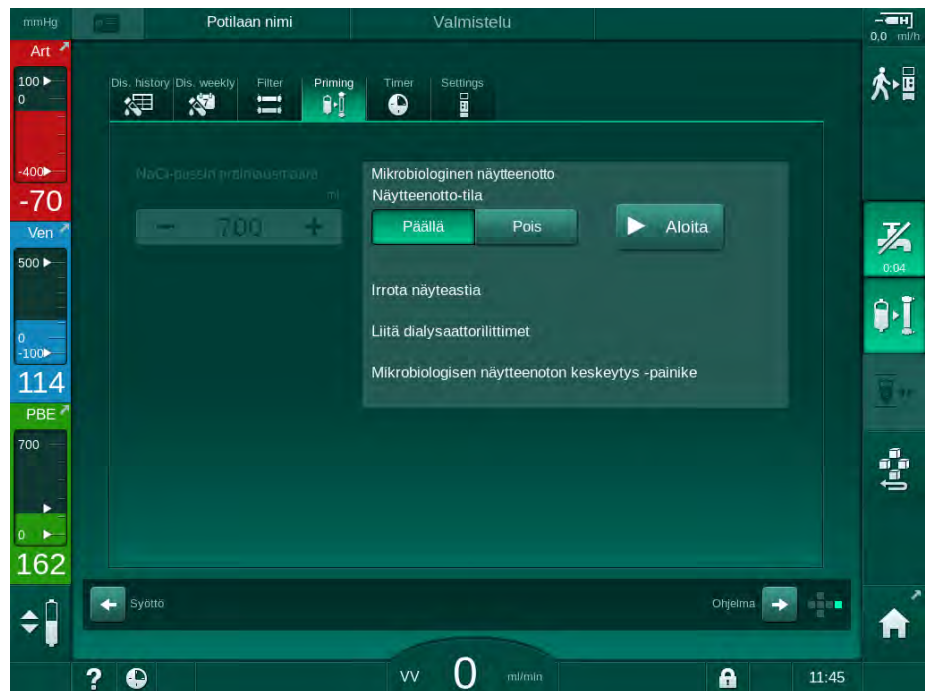 mmHg
Potilaan nimi
Valmistelu
0,0 ml/h
Art
100
0
-400
-70
Ven
500
0
-100
114
PBE
700
0
162
Dis. history
Dis. weekly
Filter
Priming
Timer
Settings
NaCl-pussin praimausmäärä
ml
700
Mikrobiologinen näytteenotto
Näytteenotto-tila
Päällä
Pois
Aloita
Irrota näyteastia
Liitä dialysaattoriliittimet
Mikrobiologisen näytteenoton keskeytys -painike
0:04
Syöttö
Ohjelma
VV 0 ml/min
11:45